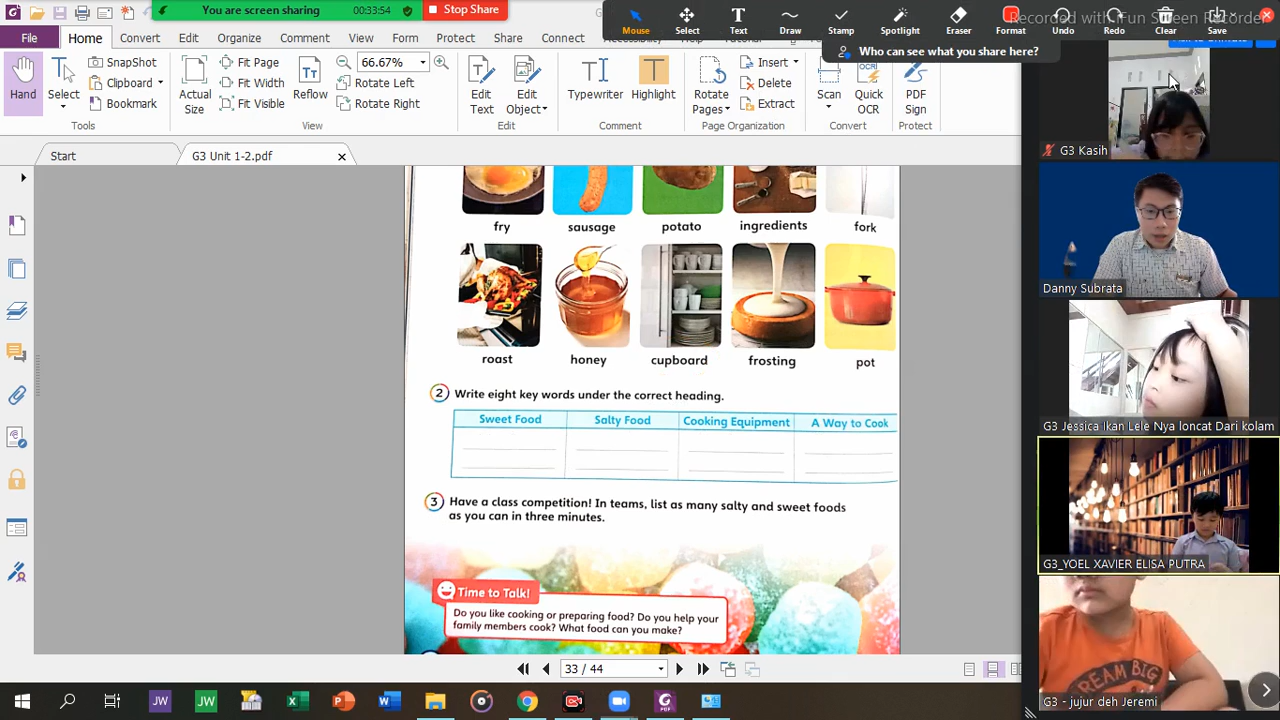 You are screen sharing
00:33:54
Stop Share
Mouse
Select
Text
Draw
Stamp
Spotlight
Eraser
Format
Undo
Redo
Clear
Save
Who can see what you share here?
File
Home
Convert
Edit
Organize
Comment
View
Form
Protect
Share
Connect
Hand
Select
SnapShot
Clipboard
Bookmark
Tools
Actual Size
Fit Page
Fit Width
Fit Visible
Reflow
66.67%
Rotate Left
Rotate Right
View
Edit Text
Edit Object
Edit
Typewriter
Highlight
Comment
Rotate Pages
Insert
Delete
Extract
Page Organization
Scan
Quick OCR
Convert
PDF Sign
Protect
Start
G3 Unit 1-2.pdf
fry
sausage
potato
ingredients
fork
roast
honey
cupboard
frosting
pot
2 Write eight key words under the correct heading.
Sweet Food
Salty Food
Cooking Equipment
A Way to Cook
3 Have a class competition! In teams, list as many salty and sweet foods
as you can in three minutes.
Time to Talk!
Do you like cooking or preparing food? Do you help your
family members cook? What food can you make?
33 / 44
JW
JW
G3 Kasih
Danny Subrata
G3 Jessica Ikan Lele Nya loncat Dari kolam
G3_YOEL XAVIER ELISA PUTRA
DREAM BIG
G3 - jujur deh Jeremi